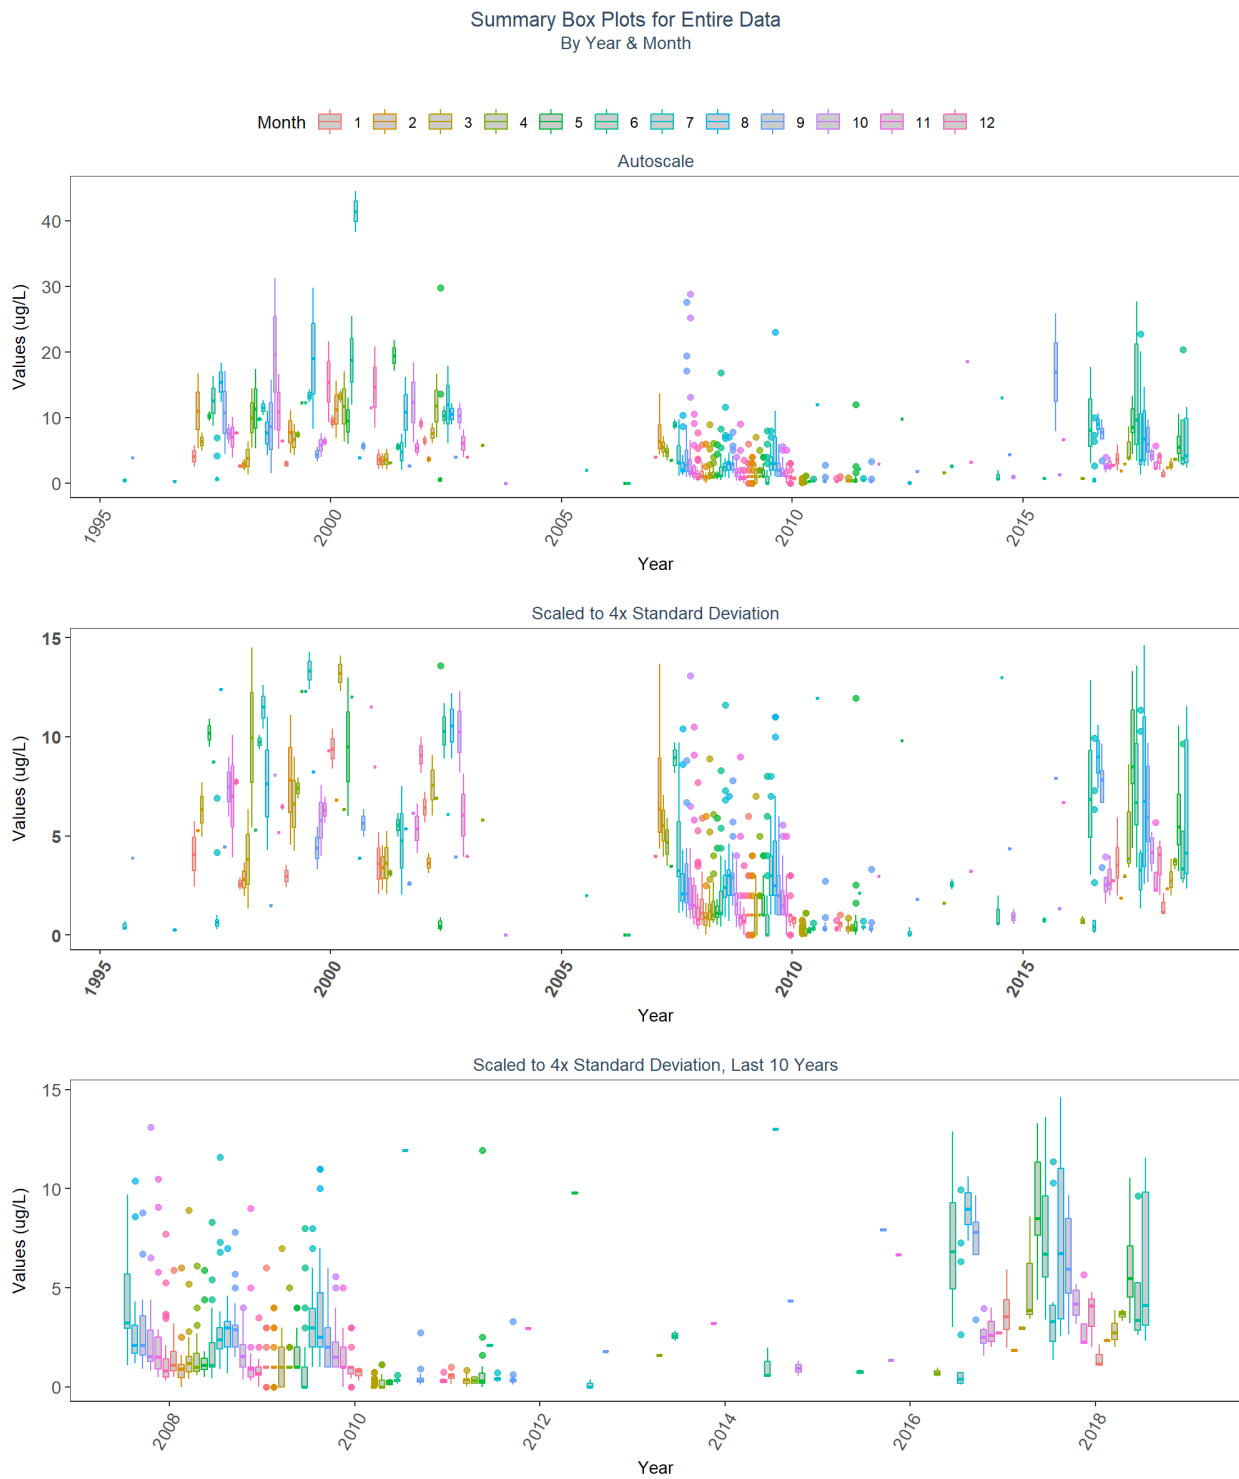 Summary Box Plots for Entire Data
By Year & Month
Month 1 2 3 4 5 6 7 8 9 10 11 12
Autoscale
Values (ug/L)
40
30
20
10
0
1995 2000 2005 2010 2015
Year
Scaled to 4x Standard Deviation
Values (ug/L)
15
10
5
0
1995 2000 2005 2010 2015
Year
Scaled to 4x Standard Deviation, Last 10 Years
Values (ug/L)
15
10
5
0
2008 2010 2012 2014 2016 2018
Year